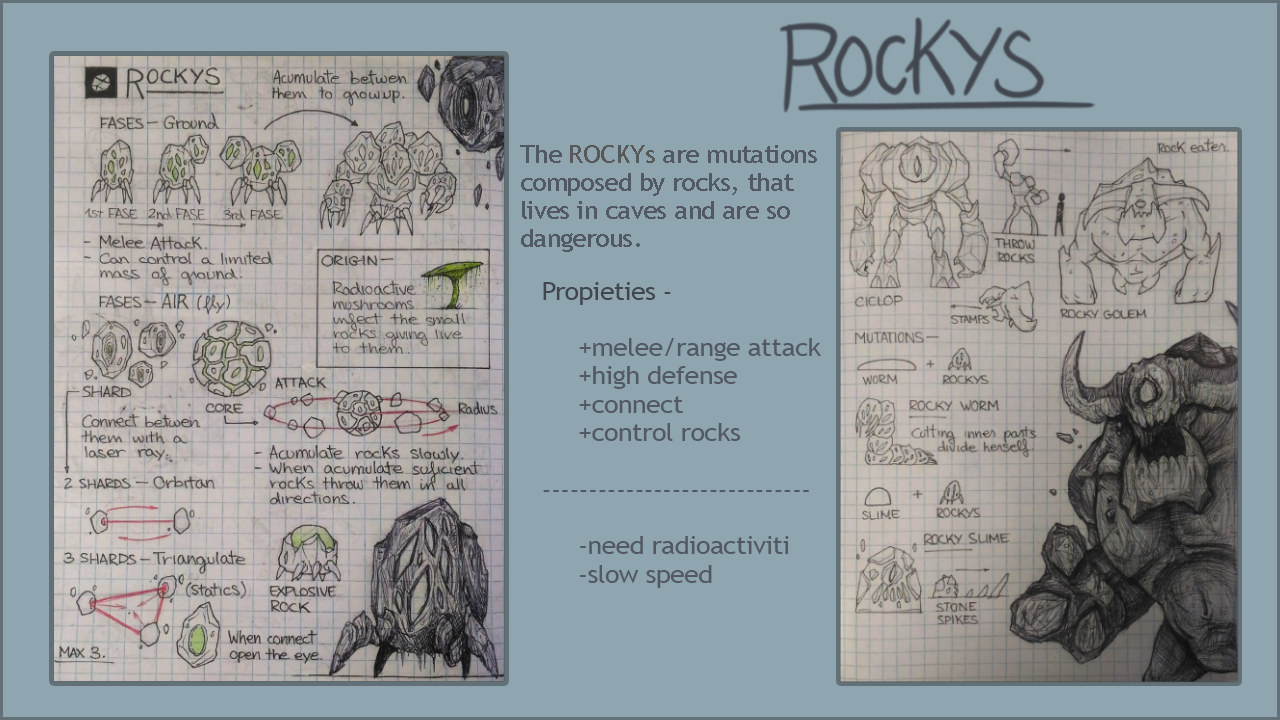 ROCKYS
ROCKYS
Acumulate betwen
them to growup.
FASES - Ground
1st FASE 2nd FASE 3rd FASE
- Melee Attack.
- Can control a limited
mass of ground.
ORIGIN -
Radioactive
mushrooms
infect the small
rocks giving live
to them.
FASES - AIR (fly)
SHARD
CORE
ATTACK
Radius
Connect betwen
them with a
laser ray.
- Acumulate rocks slowly.
- When acumulate suficient
rocks throw them in all
directions.
2 SHARDS - Orbitan
3 SHARDS - Triangulate
(statics)
EXPLOSIVE
ROCK
When connect
open the eye.
MAX 3.
The ROCKYs are mutations
composed by rocks, that
lives in caves and are so
dangerous.
Propieties -
+melee/range attack
+high defense
+connect
+control rocks
-----------------------------
-need radioactiviti
-slow speed
Rock eater.
THROW
ROCKS
CICLOP
STAMPS
ROCKY GOLEM
MUTATIONS -
WORM + ROCKYS
ROCKY WORM
Cutting inner parts
divide herself.
SLIME + ROCKYS
ROCKY SLIME
STONE
SPIKES